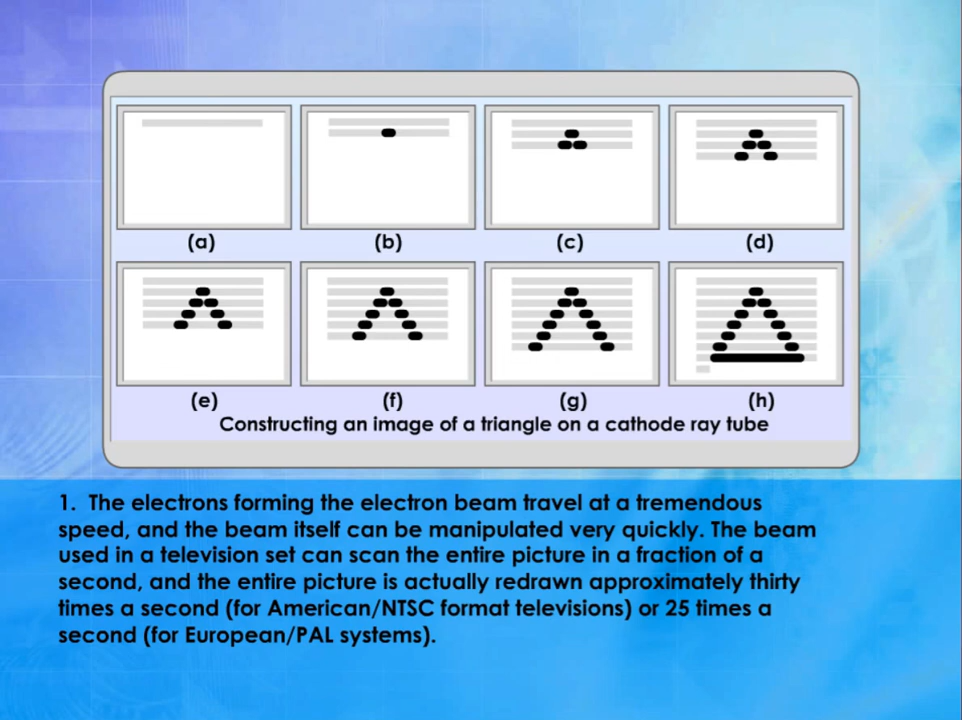 (a) (b) (c) (d)
(e) (f) (g) (h)
Constructing an image of a triangle on a cathode ray tube
1. The electrons forming the electron beam travel at a tremendous
speed, and the beam itself can be manipulated very quickly. The beam
used in a television set can scan the entire picture in a fraction of a
second, and the entire picture is actually redrawn approximately thirty
times a second (for American/NTSC format televisions) or 25 times a
second (for European/PAL systems).